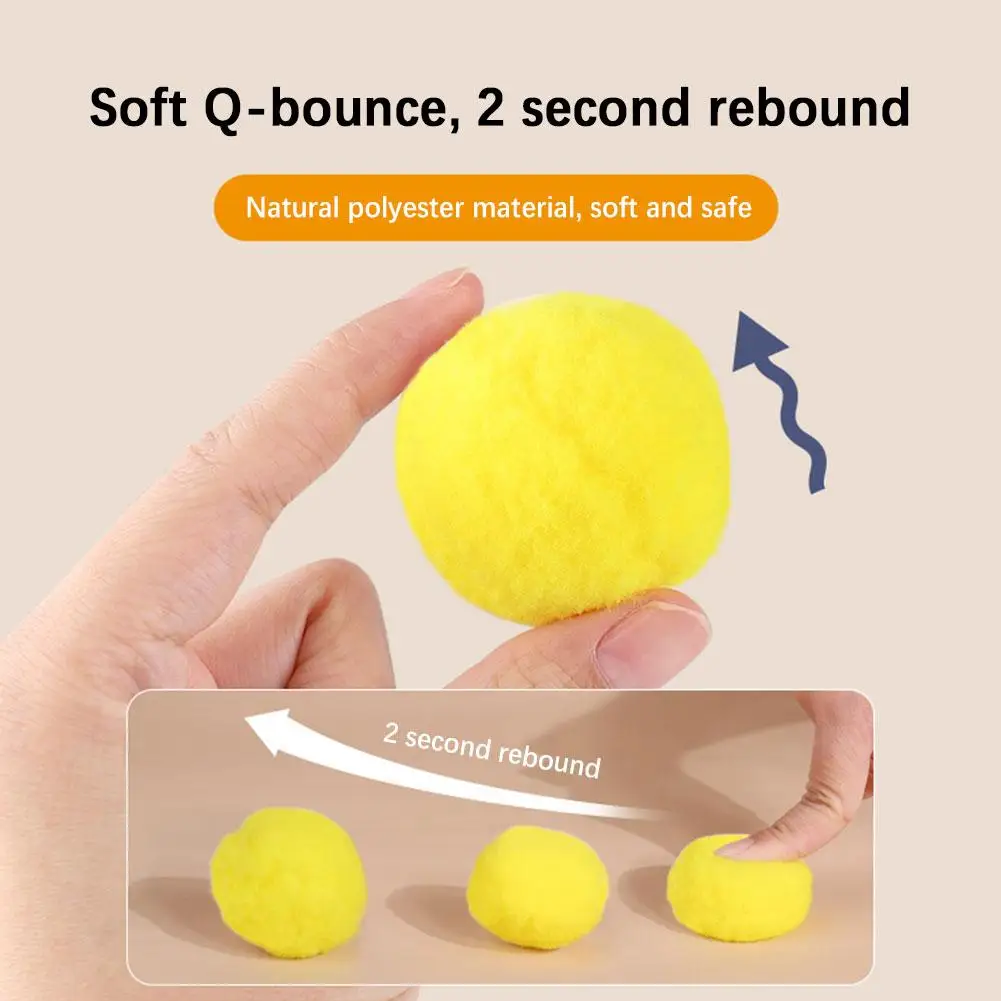 Soft Q-bounce, 2 second rebound
Natural polyester material, soft and safe
2 second rebound